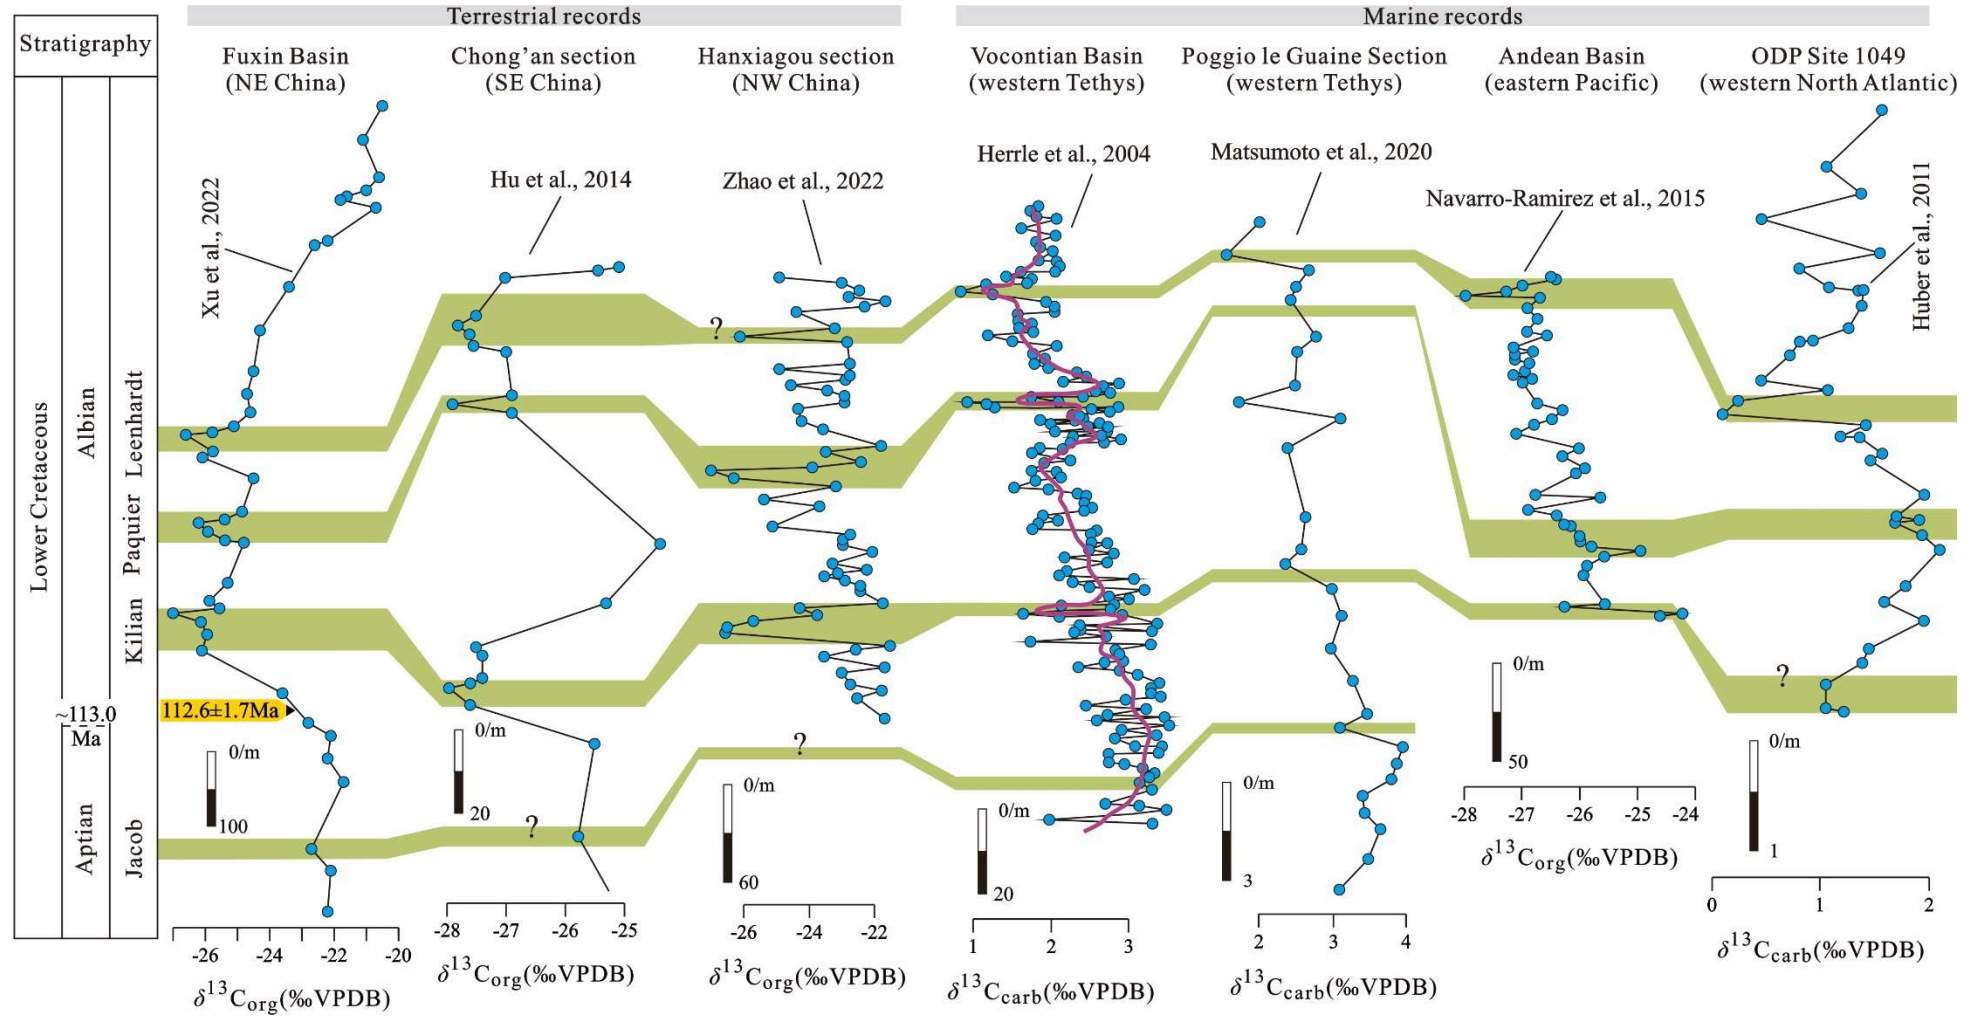 Terrestrial records
Marine records
Stratigraphy
Fuxin Basin
(NE China)
Chong'an section
(SE China)
Hanxiagou section
(NW China)
Vocontian Basin
(western Tethys)
Poggio le Guaine Section
(western Tethys)
Andean Basin
(eastern Pacific)
ODP Site 1049
(western North Atlantic)
Xu et al., 2022
Hu et al., 2014
Zhao et al., 2022
Herrle et al., 2004
Matsumoto et al., 2020
Navarro-Ramirez et al., 2015
Huber et al., 2011
Lower Cretaceous
Albian
Aptian
~113.0
Ma
Leenhardt
Paquier
Kilian
Jacob
112.6±1.7Ma
?
?
?
?
0/m
100
0/m
20
0/m
60
0/m
20
0/m
3
0/m
50
0/m
1
-26 -24 -22 -20
δ¹³Corg(‰VPDB)
-28 -27 -26 -25
δ¹³Corg(‰VPDB)
-26 -24 -22
δ¹³Corg(‰VPDB)
1 2 3
δ¹³Ccarb(‰VPDB)
2 3 4
δ¹³Ccarb(‰VPDB)
-28 -27 -26 -25 -24
δ¹³Corg(‰VPDB)
0 1 2
δ¹³Ccarb(‰VPDB)